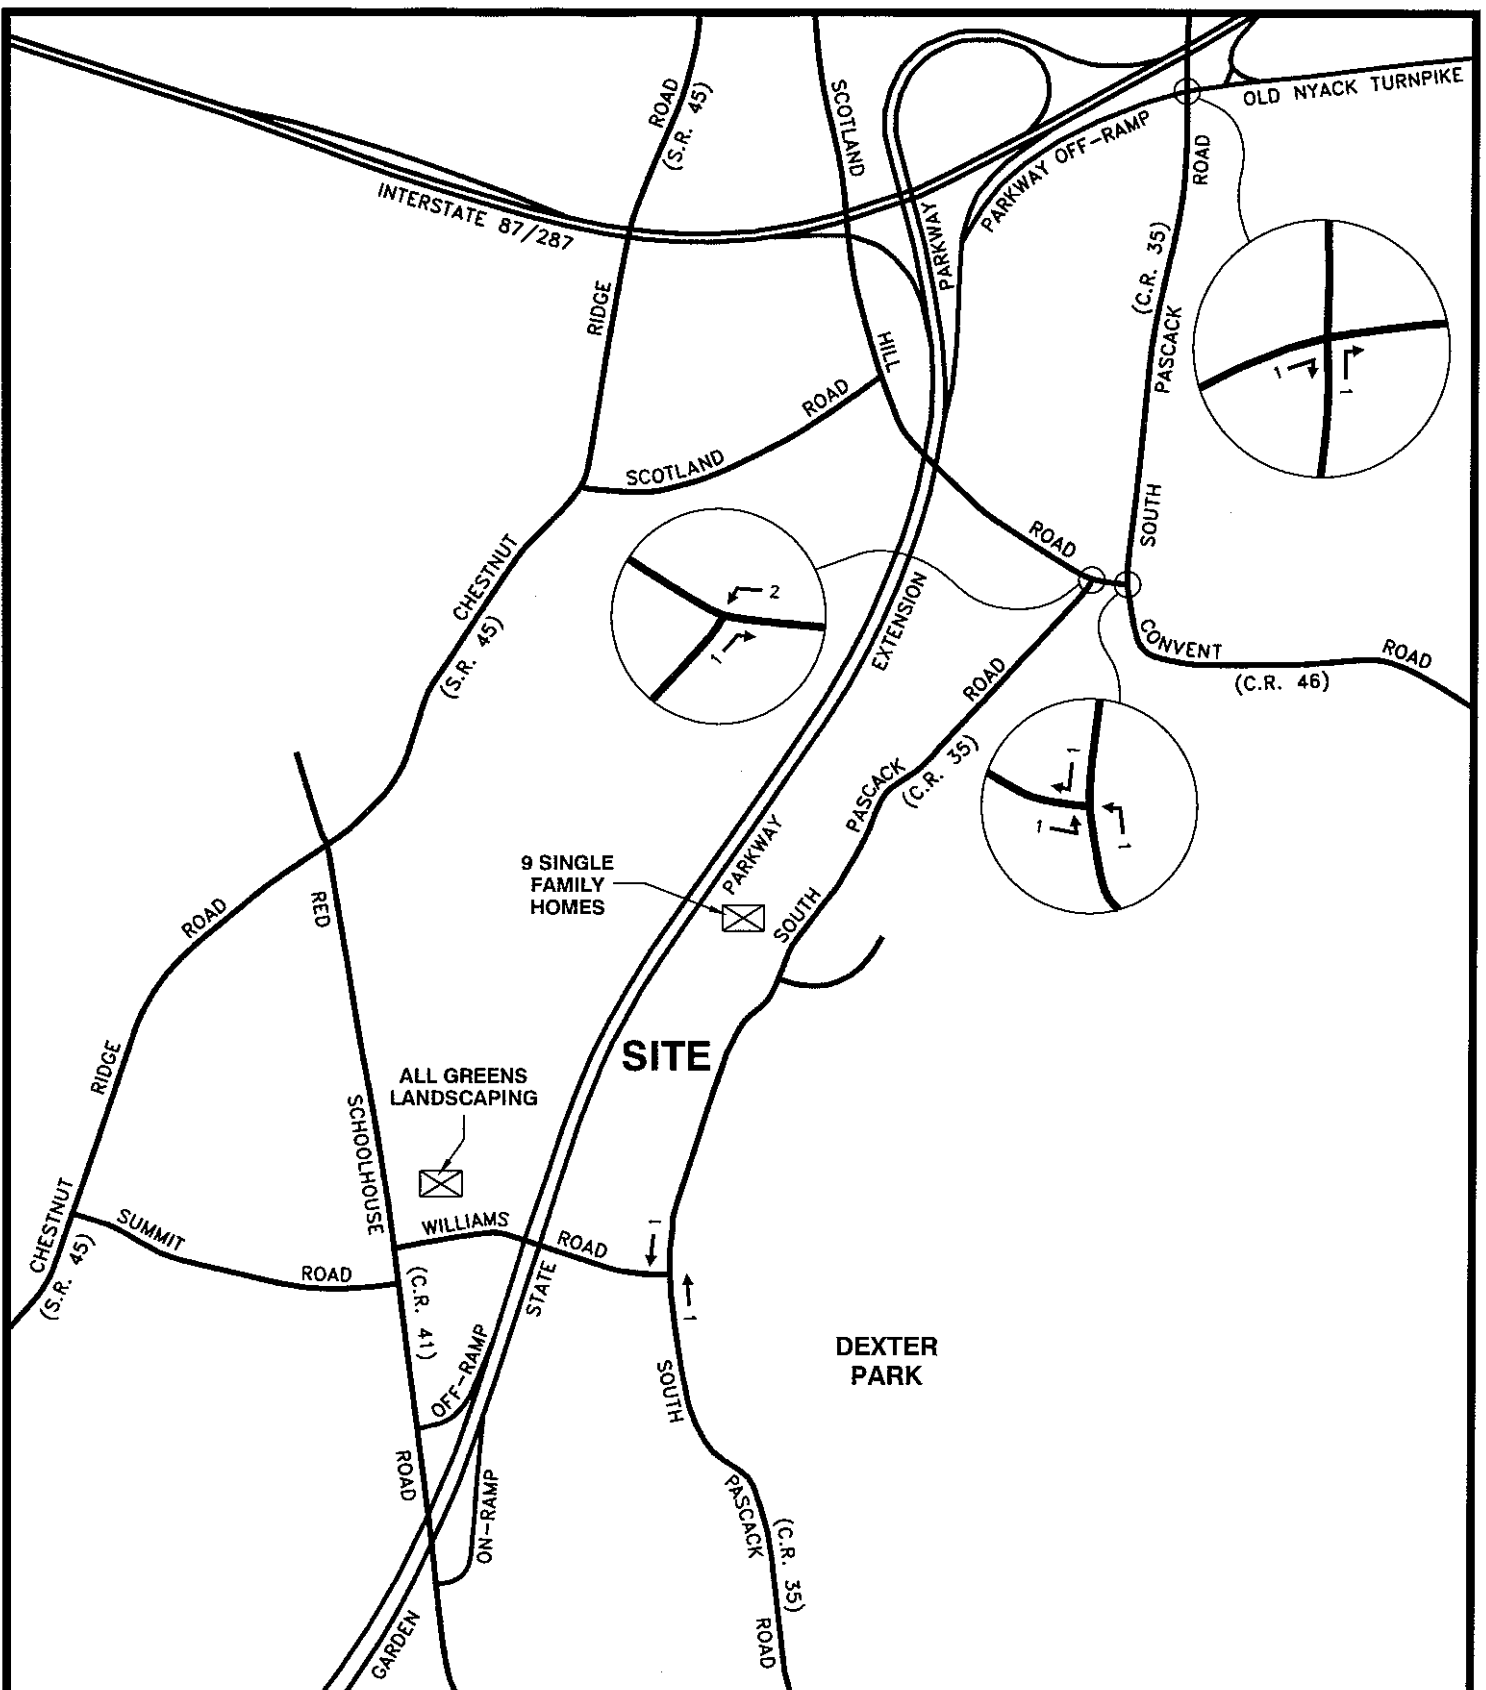 ROAD
(S.R. 45)
SCOTLAND
OLD NYACK TURNPIKE
PARKWAY OFF-RAMP
ROAD
INTERSTATE 87/287
PARKWAY
(C.R. 35)
RIDGE
HILL
PASCACK
1
1
ROAD
SCOTLAND
SOUTH
ROAD
CHESTNUT
(S.R. 45)
2
1
EXTENSION
ROAD
CONVENT
ROAD
(C.R. 46)
PASCACK
(C.R. 35)
1
1
1
PARKWAY
9 SINGLE
FAMILY
HOMES
SOUTH
RED
ROAD
SITE
RIDGE
ALL GREENS
LANDSCAPING
SCHOOLHOUSE
CHESTNUT
(S.R. 45)
SUMMIT
ROAD
WILLIAMS
ROAD
1
1
STATE
(C.R. 41)
OFF-RAMP
DEXTER
PARK
SOUTH
ROAD
ON-RAMP
PASCACK
(C.R. 35)
GARDEN
ROAD